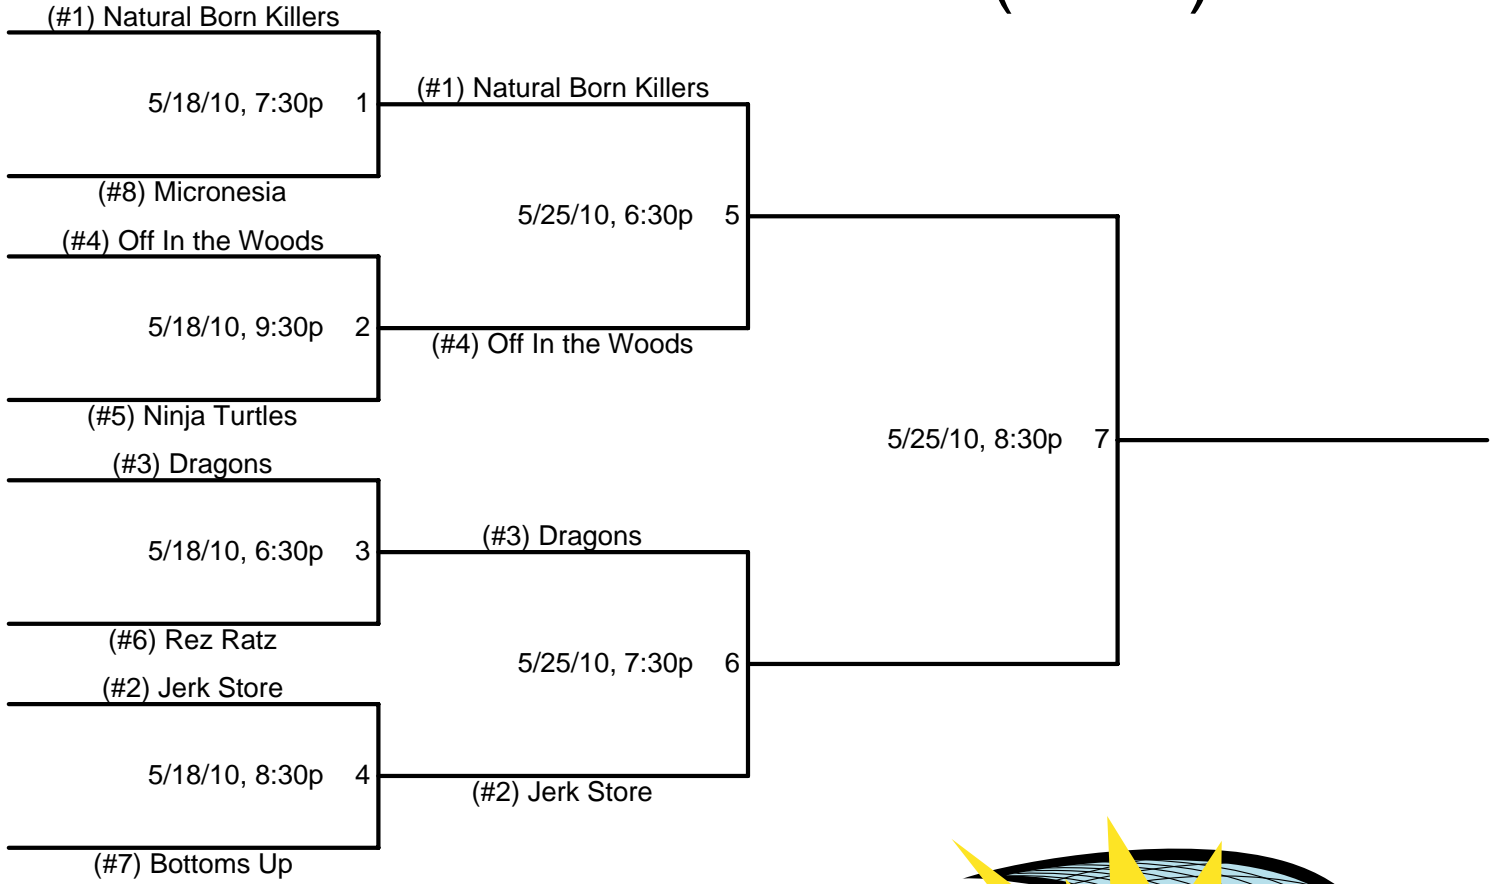 (#1) Natural Born Killers
5/18/10, 7:30p 1
(#1) Natural Born Killers
(#8) Micronesia
5/25/10, 6:30p 5
(#4) Off In the Woods
5/18/10, 9:30p 2
(#4) Off In the Woods
(#5) Ninja Turtles
5/25/10, 8:30p 7
(#3) Dragons
5/18/10, 6:30p 3
(#3) Dragons
(#6) Rez Ratz
5/25/10, 7:30p 6
(#2) Jerk Store
5/18/10, 8:30p 4
(#2) Jerk Store
(#7) Bottoms Up